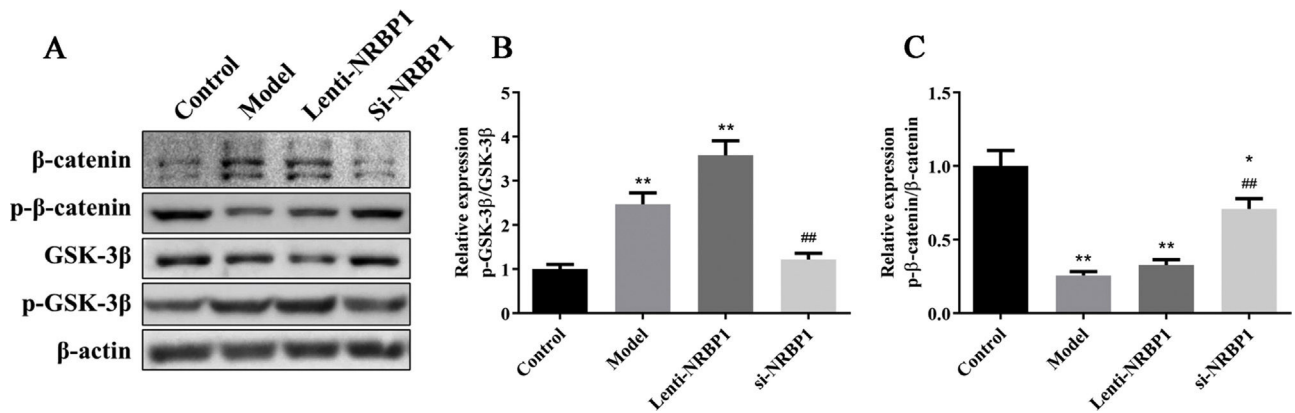 A
Control
Model
Lenti-NRBP1
Si-NRBP1
β-catenin
p-β-catenin
GSK-3β
p-GSK-3β
β-actin
B
Relative expression
p-GSK-3β/GSK-3β
5
4
3
2
1
0
**
**
##
Control
Model
Lenti-NRBP1
si-NRBP1
C
Relative expression
p-β-catenin/β-catenin
1.5
1.0
0.5
0.0
**
**
*
##
Control
Model
Lenti-NRBP1
si-NRBP1